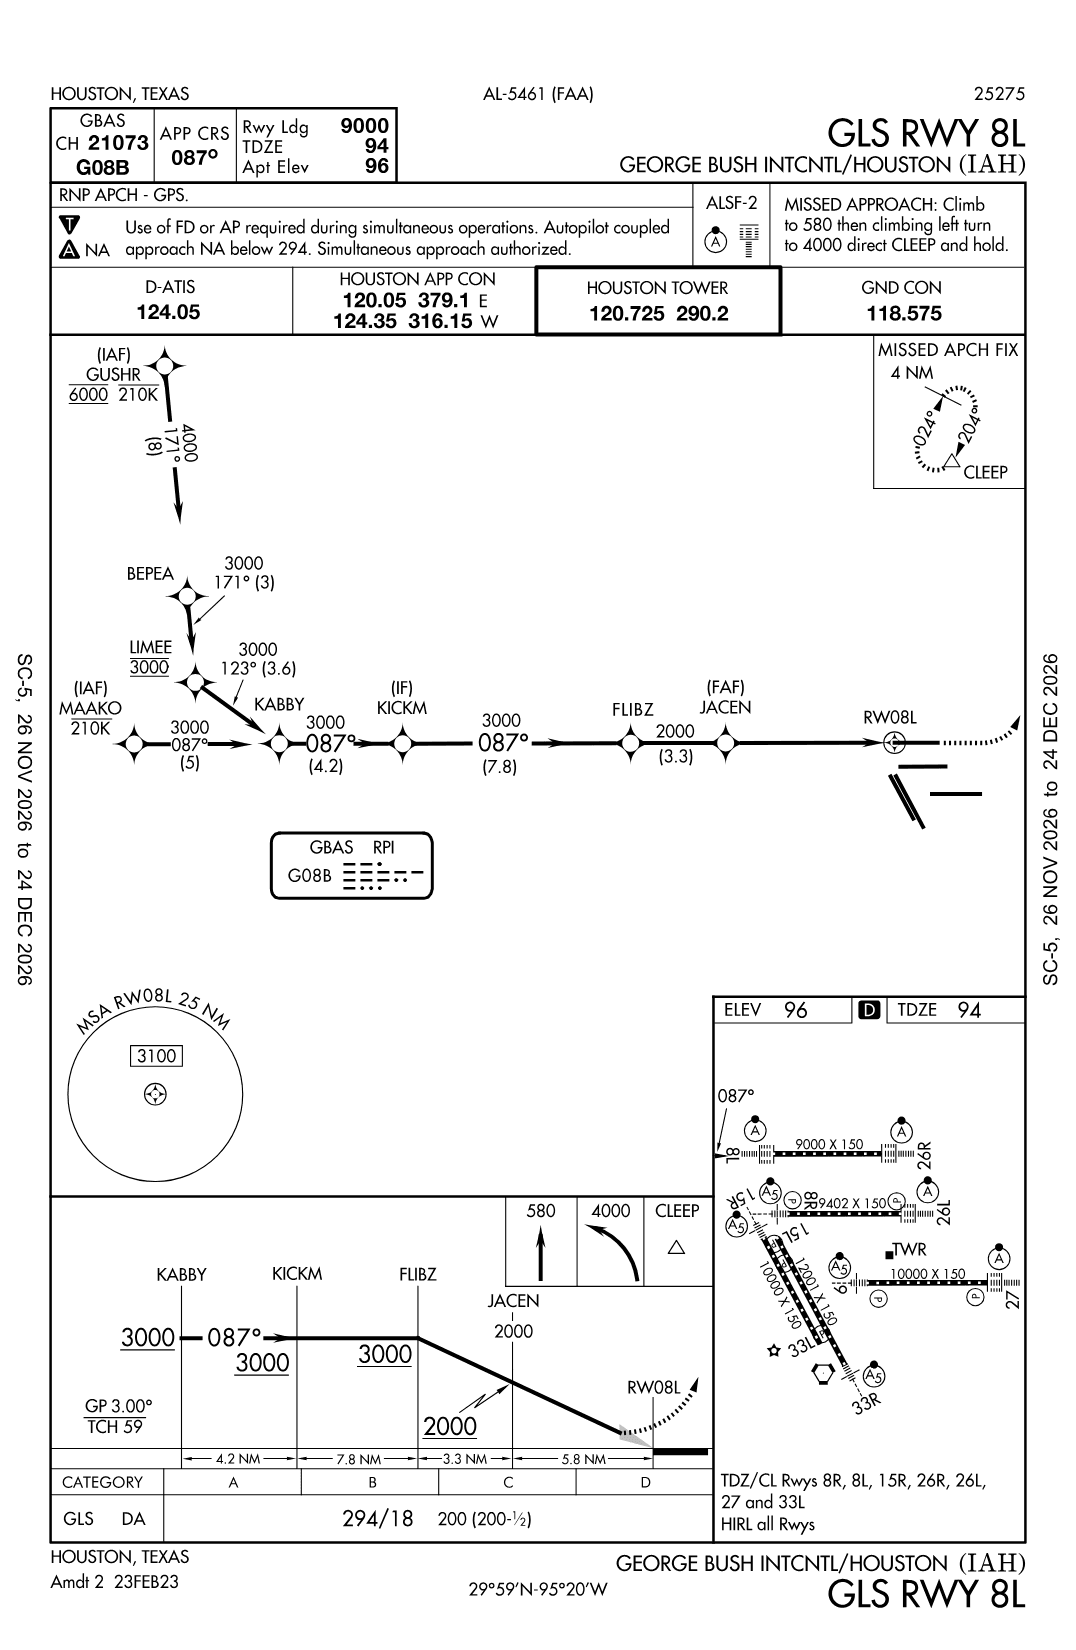 HOUSTON, TEXAS
AL-5461 (FAA)
25275
GBAS
CH 21073
G08B
APP CRS
087°
Rwy Ldg 9000
TDZE 94
Apt Elev 96
GLS RWY 8L
GEORGE BUSH INTCNTL/HOUSTON (IAH)
RNP APCH - GPS.
T
A NA
Use of FD or AP required during simultaneous operations. Autopilot coupled
approach NA below 294. Simultaneous approach authorized.
ALSF-2
A
MISSED APPROACH: Climb
to 580 then climbing left turn
to 4000 direct CLEEP and hold.
D-ATIS
124.05
HOUSTON APP CON
120.05 379.1 E
124.35 316.15 W
HOUSTON TOWER
120.725 290.2
GND CON
118.575
(IAF)
GUSHR
6000 210K
4000
171°
(8)
MISSED APCH FIX
4 NM
024°
204°
CLEEP
BEPEA
3000
171° (3)
LIMEE
3000
3000
123° (3.6)
(IAF)
MAAKO
210K
3000
087°
(5)
KABBY
3000
087°
(4.2)
(IF)
KICKM
3000
087°
(7.8)
FLIBZ
2000
(3.3)
(FAF)
JACEN
RW08L
GBAS RPI
G08B
SC-5, 26 NOV 2026 to 24 DEC 2026
SC-5, 26 NOV 2026 to 24 DEC 2026
MSA RW08L 25 NM
3100
ELEV 96
D
TDZE 94
087°
A
A
8L
9000 X 150
26R
15R
A5
P
8R
9402 X 150
P
A
26L
A5
15L
P
P
TWR
A5
9
10000 X 150
A
27
P
P
10000 X 150
12001 X 150
33L
A5
33R
TDZ/CL Rwys 8R, 8L, 15R, 26R, 26L,
27 and 33L
HIRL all Rwys
580
4000
CLEEP
KABBY
KICKM
FLIBZ
JACEN
2000
3000
087°
3000
3000
2000
RW08L
GP 3.00°
TCH 59
4.2 NM
7.8 NM
3.3 NM
5.8 NM
CATEGORY
A
B
C
D
GLS DA
294/18 200 (200-½)
HOUSTON, TEXAS
Amdt 2 23FEB23
29°59'N-95°20'W
GEORGE BUSH INTCNTL/HOUSTON (IAH)
GLS RWY 8L